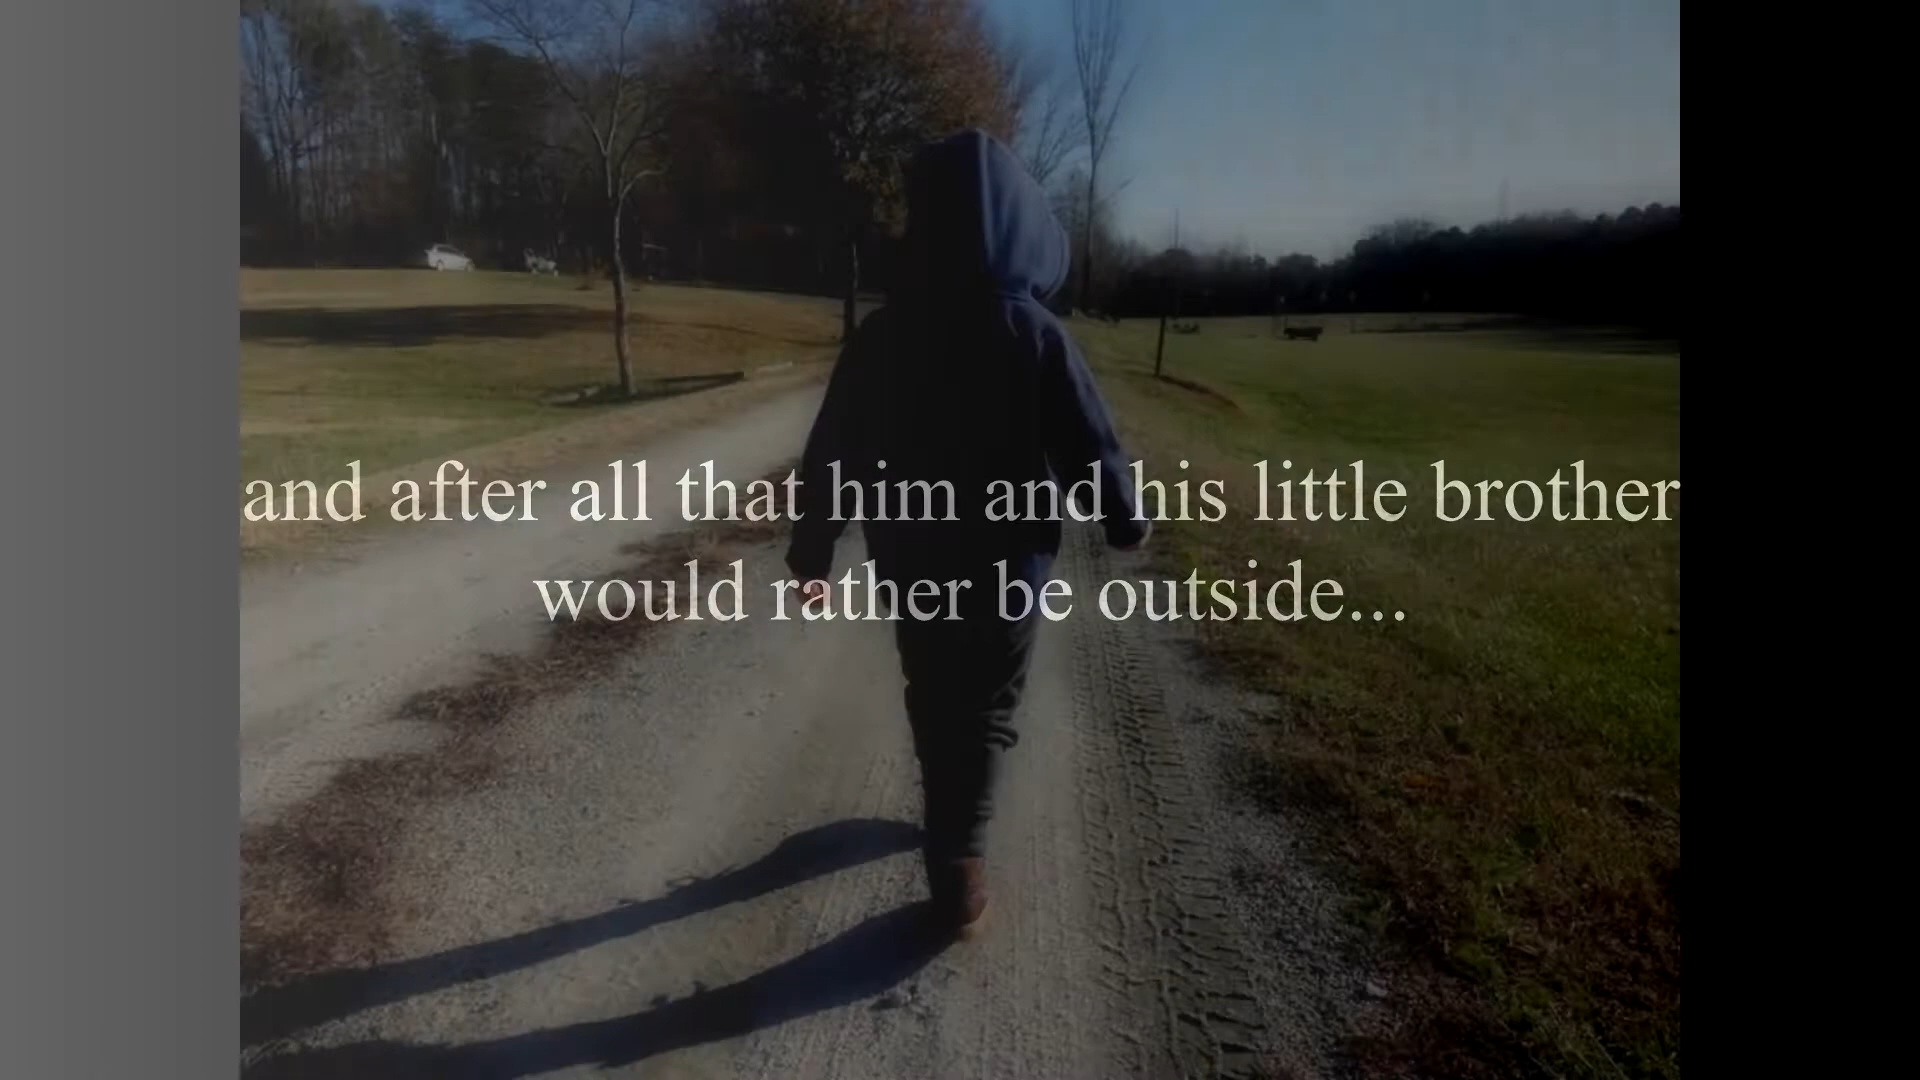 and after all that him and his little brother
would rather be outside...